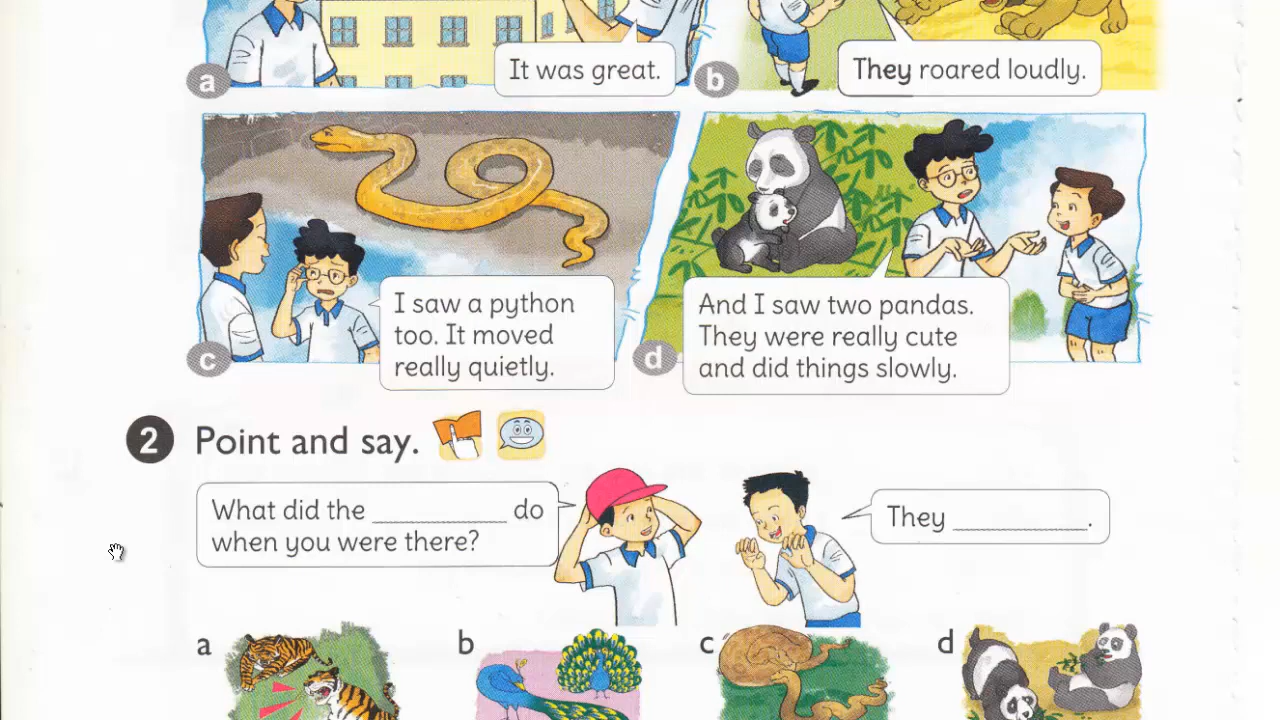 a
It was great.
b
They roared loudly.
c
I saw a python
too. It moved
really quietly.
d
And I saw two pandas.
They were really cute
and did things slowly.
2 Point and say.
What did the __________ do
when you were there?
They __________.
a
b
c
d